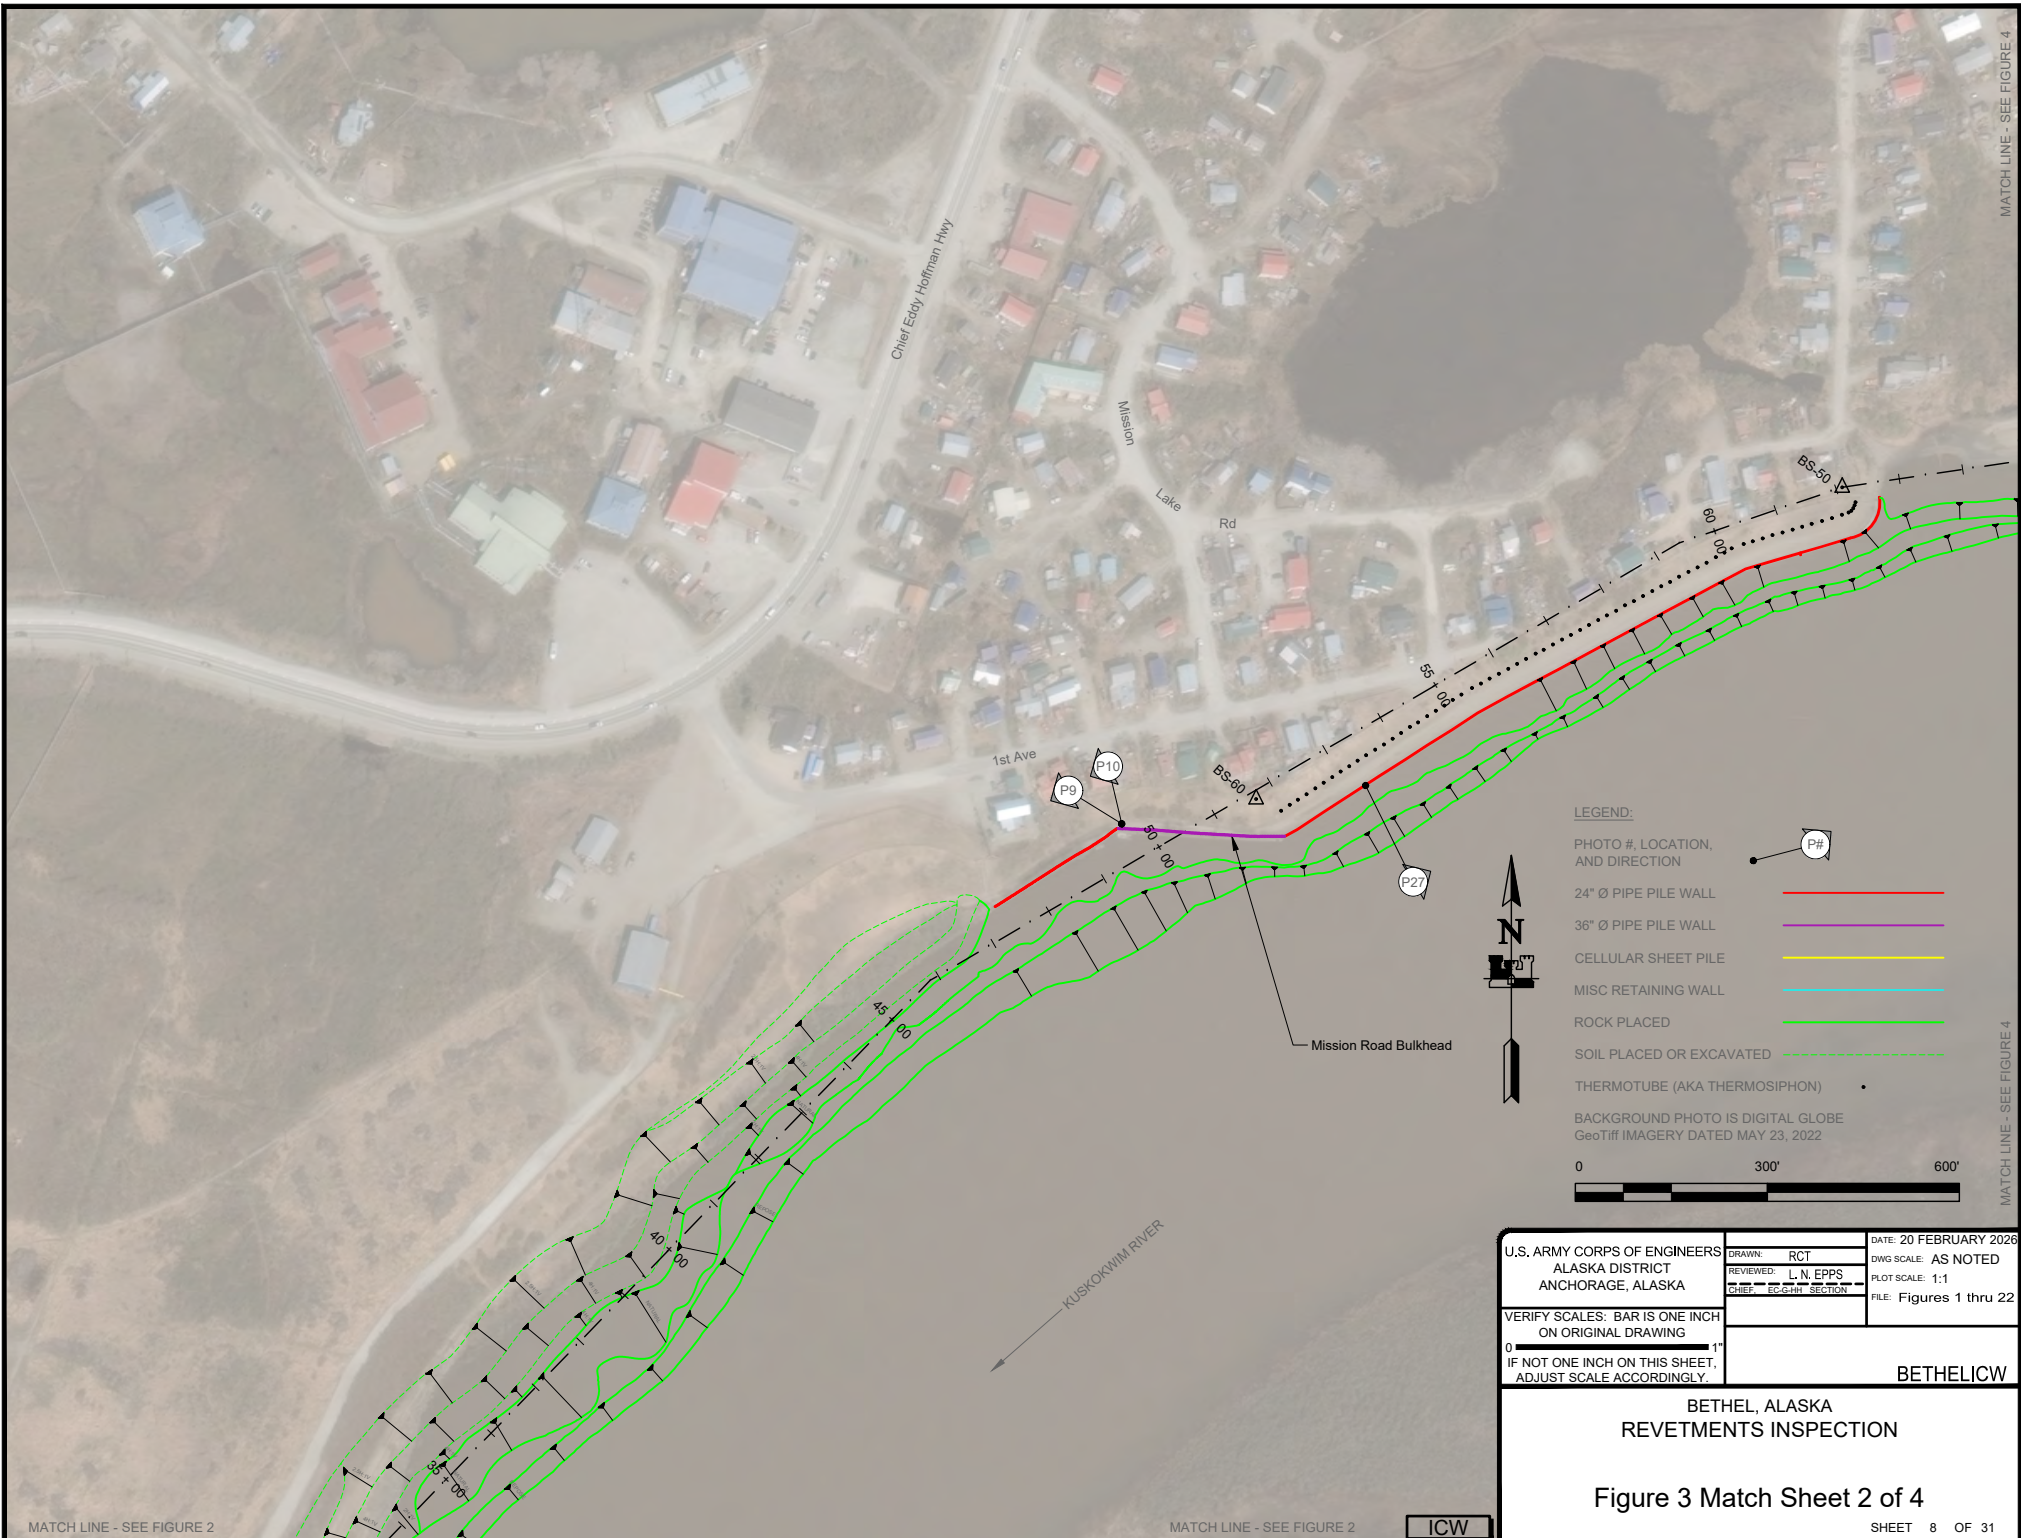 MATCH LINE - SEE FIGURE 4
Chief Eddy Hoffman Hwy
Mission
Lake
Rd
BS-50
60 + 00
55 + 00
1st Ave
P10
P9
BS-60
50 + 00
P27
45 + 00
Mission Road Bulkhead
40 + 00
35 + 00
KUSKOKWIM RIVER
N
LEGEND:
PHOTO #, LOCATION,
AND DIRECTION
P#
24" Ø PIPE PILE WALL
36" Ø PIPE PILE WALL
CELLULAR SHEET PILE
MISC RETAINING WALL
ROCK PLACED
SOIL PLACED OR EXCAVATED
THERMOTUBE (AKA THERMOSIPHON)
BACKGROUND PHOTO IS DIGITAL GLOBE
GeoTiff IMAGERY DATED MAY 23, 2022
0 300' 600'
MATCH LINE - SEE FIGURE 4
U.S. ARMY CORPS OF ENGINEERS
ALASKA DISTRICT
ANCHORAGE, ALASKA
DRAWN: RCT
REVIEWED: L. N. EPPS
CHIEF, EC-G-HH SECTION
DATE: 20 FEBRUARY 2026
DWG SCALE: AS NOTED
PLOT SCALE: 1:1
FILE: Figures 1 thru 22
VERIFY SCALES: BAR IS ONE INCH
ON ORIGINAL DRAWING
0 1"
IF NOT ONE INCH ON THIS SHEET,
ADJUST SCALE ACCORDINGLY.
BETHELICW
BETHEL, ALASKA
REVETMENTS INSPECTION
Figure 3 Match Sheet 2 of 4
SHEET 8 OF 31
MATCH LINE - SEE FIGURE 2
MATCH LINE - SEE FIGURE 2
ICW